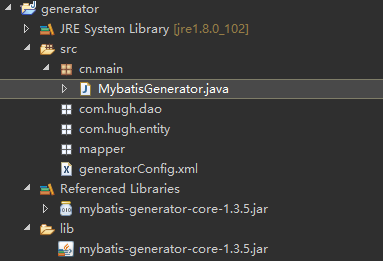 generator
JRE System Library [jre1.8.0_102]
src
cn.main
MybatisGenerator.java
com.hugh.dao
com.hugh.entity
mapper
generatorConfig.xml
Referenced Libraries
mybatis-generator-core-1.3.5.jar
lib
mybatis-generator-core-1.3.5.jar